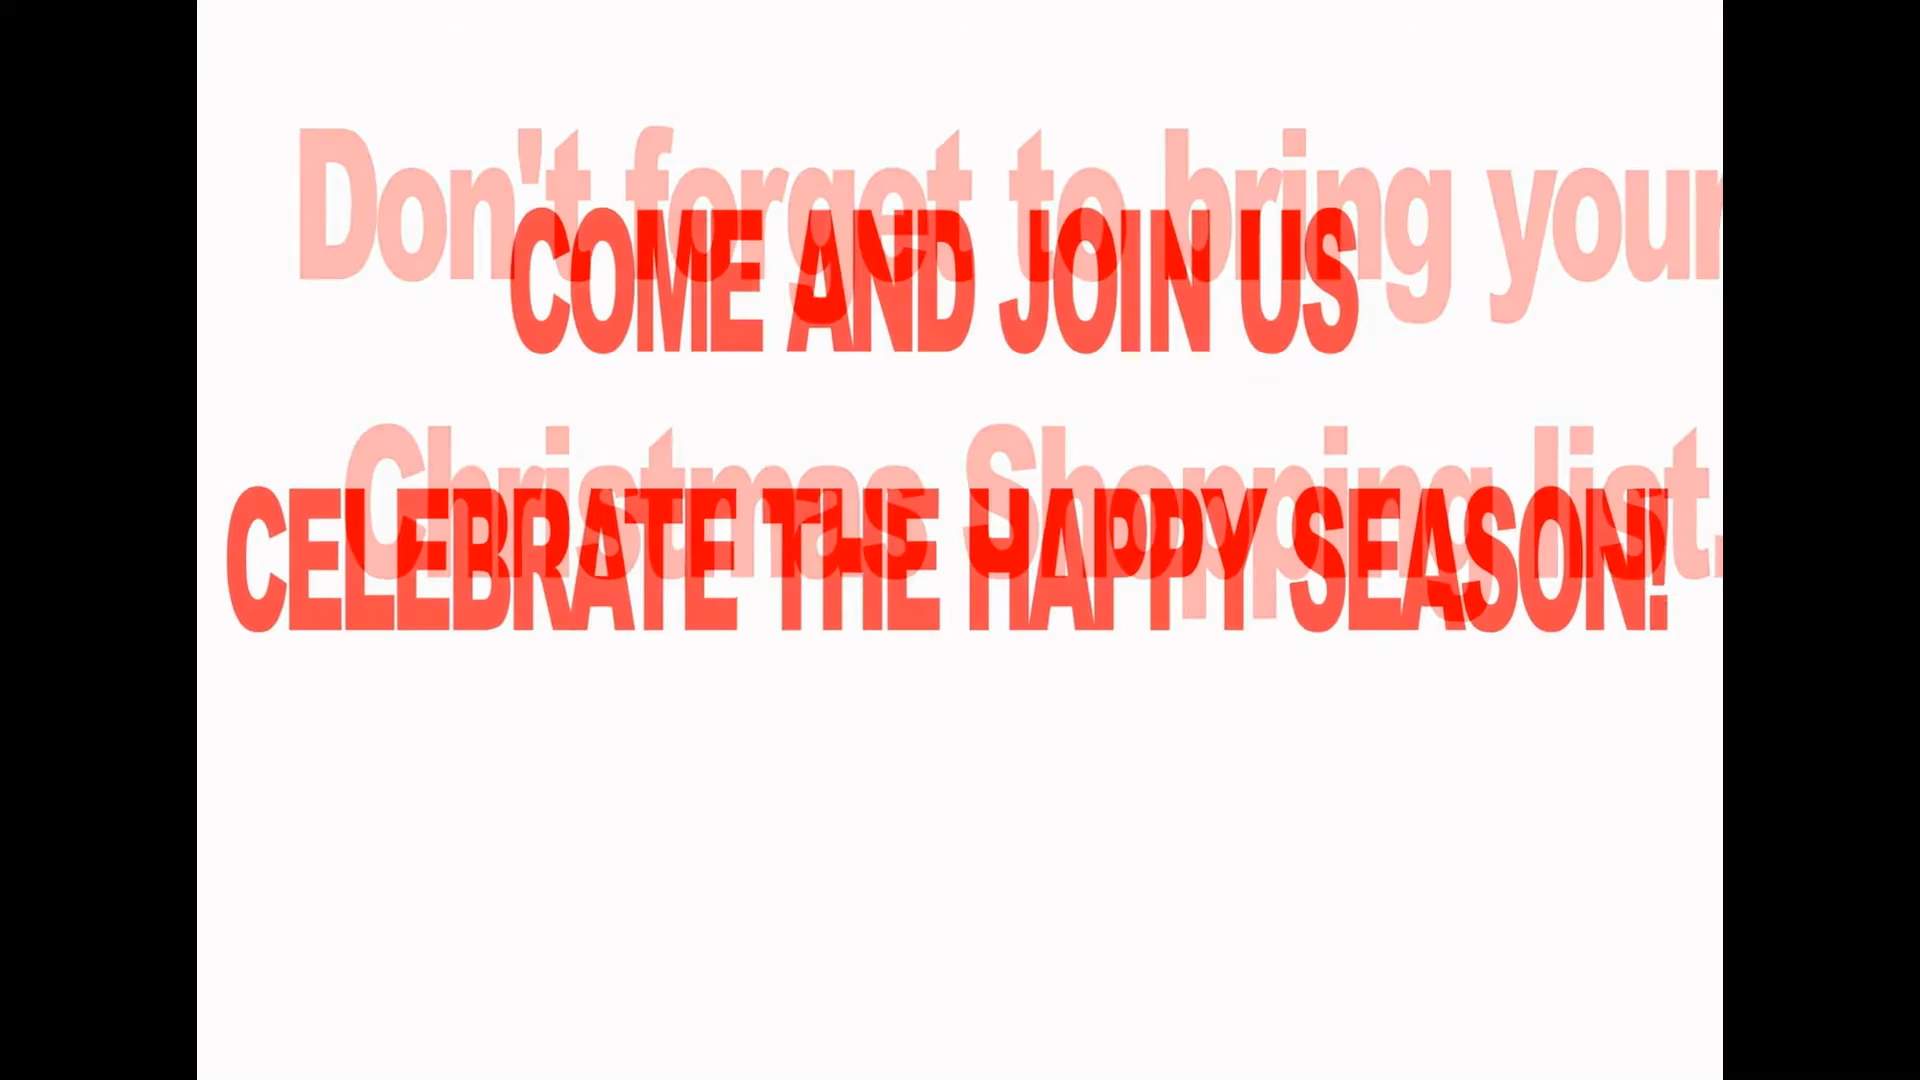 Don't forget to bring your
COME AND JOIN US
Christmas Shopping list.
CELEBRATE THE HAPPY SEASON!